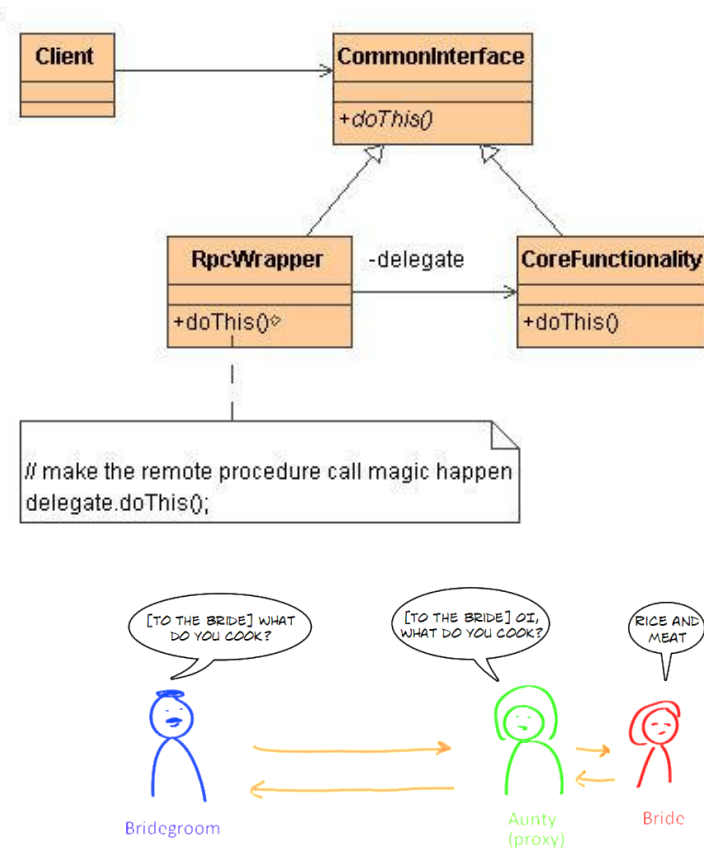 Client
CommonInterface
+doThis()
RpcWrapper
-delegate
CoreFunctionality
+doThis()
+doThis()
// make the remote procedure call magic happen
delegate.doThis();
[TO THE BRIDE] WHAT
DO YOU COOK?
[TO THE BRIDE] OI,
WHAT DO YOU COOK?
RICE AND
MEAT
Bridegroom
Aunty
(proxy)
Bride